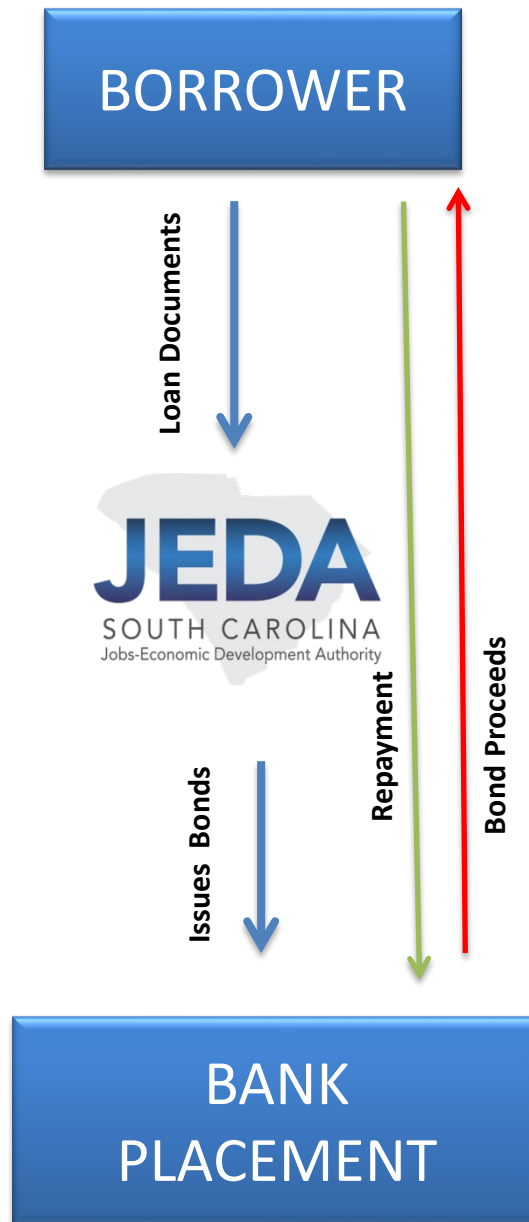 BORROWER
Loan Documents
JEDA
SOUTH CAROLINA
Jobs-Economic Development Authority
Repayment
Bond Proceeds
Issues Bonds
BANK
PLACEMENT